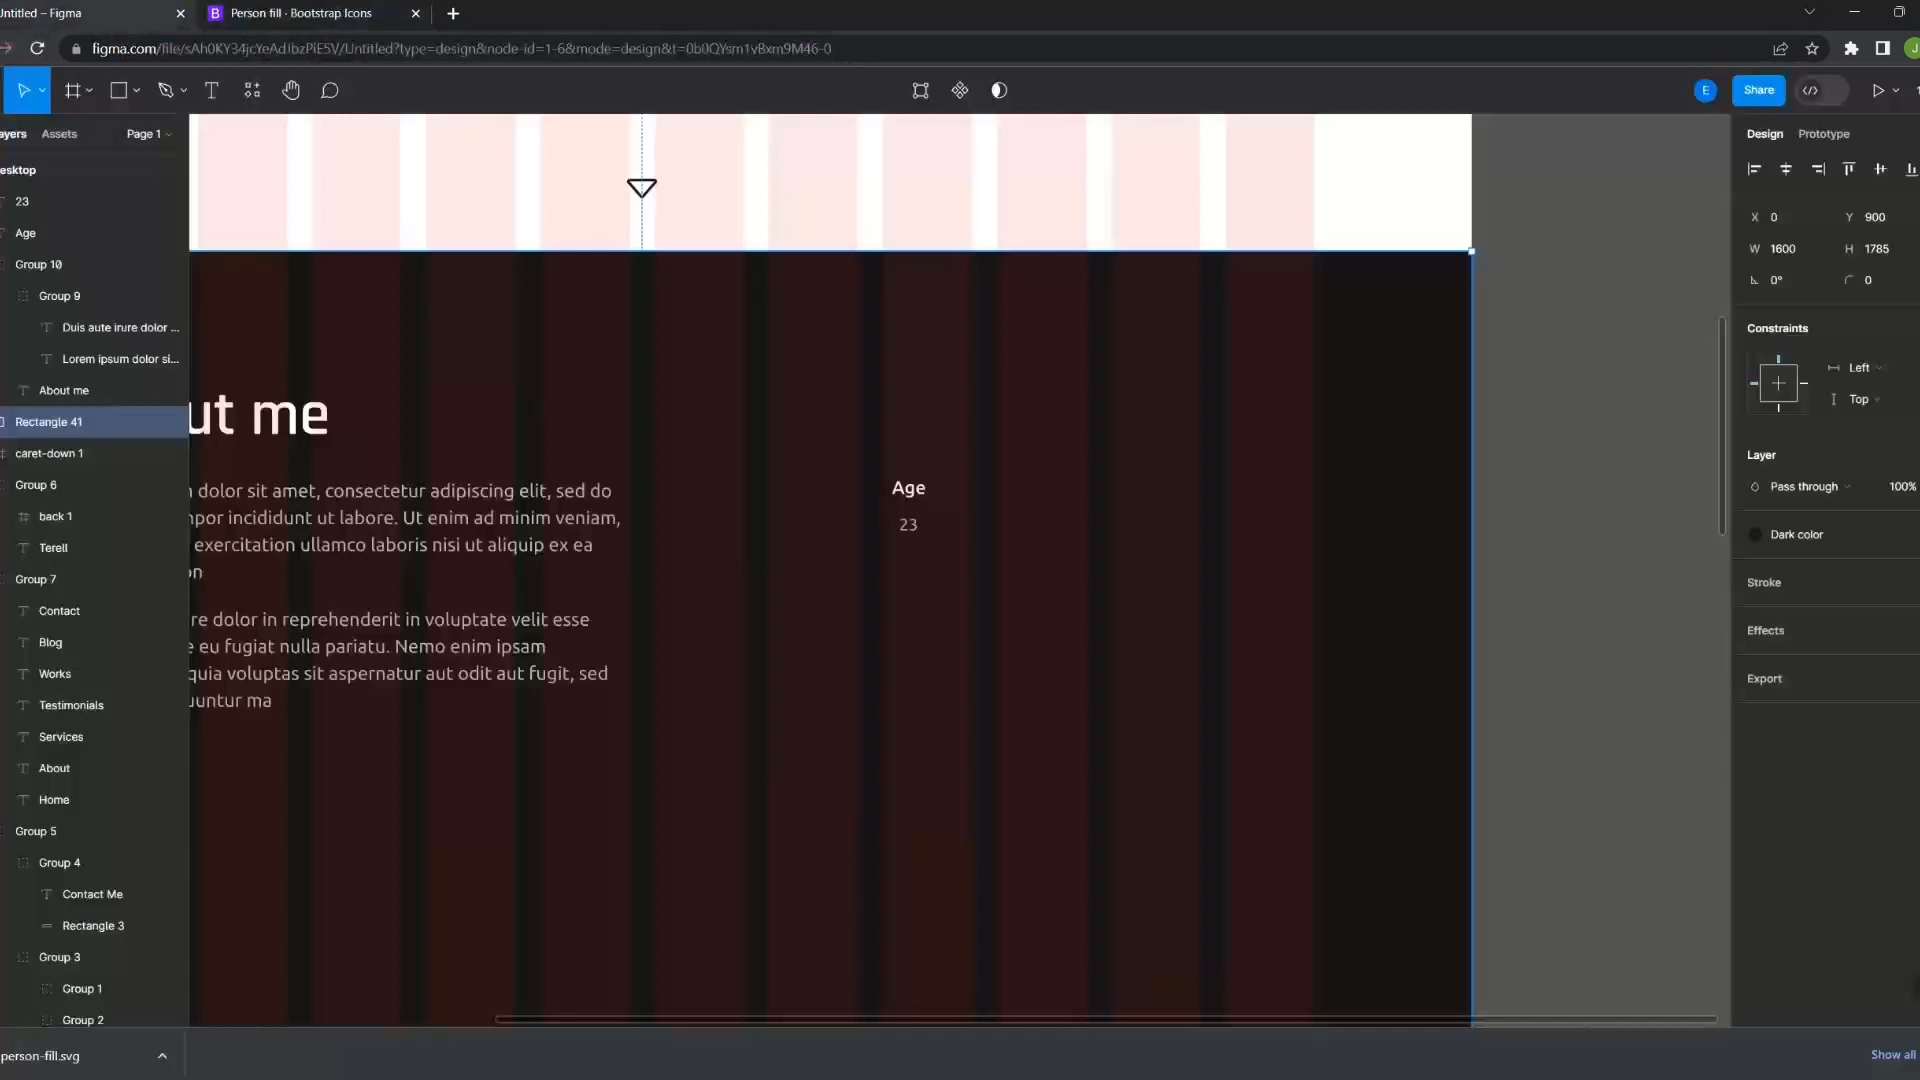 Untitled – Figma
Person fill · Bootstrap Icons
figma.com/file/sAh0KY34jcYeAdJbzPiE5V/Untitled?type=design&node-id=1-6&mode=design&t=0b0QYsm1vBxm9M46-0
J
E
Share
ayers
Assets
Page 1
Design
Prototype
esktop
23
Age
Group 10
Group 9
Duis aute irure dolor ...
Lorem ipsum dolor si...
About me
Rectangle 41
caret-down 1
Group 6
back 1
Terell
Group 7
Contact
Blog
Works
Testimonials
Services
About
Home
Group 5
Group 4
Contact Me
Rectangle 3
Group 3
Group 1
Group 2
ut me
dolor sit amet, consectetur adipiscing elit, sed do
npor incididunt ut labore. Ut enim ad minim veniam,
exercitation ullamco laboris nisi ut aliquip ex ea
on
re dolor in reprehenderit in voluptate velit esse
e eu fugiat nulla pariatu. Nemo enim ipsam
quia voluptas sit aspernatur aut odit aut fugit, sed
uuntur ma
Age
23
X 0
Y 900
W 1600
H 1785
0°
0
Constraints
Left
Top
Layer
Pass through
100%
Dark color
Stroke
Effects
Export
person-fill.svg
Show all